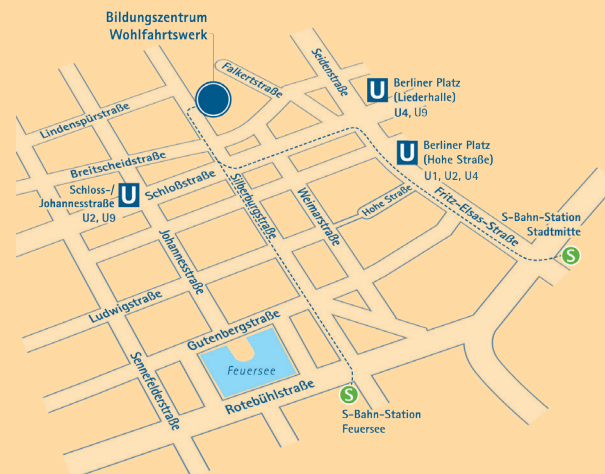 Bildungszentrum
Wohlfahrtswerk
Seidenstraße
Falkertstraße
U
Berliner Platz
(Liederhalle)
U4, U9
Lindenspürstraße
U
Berliner Platz
(Hohe Straße)
U1, U2, U4
Breitscheidstraße
Schloss-/
Johannesstraße
U2, U9
U
Schloßstraße
Silberburgstraße
Weimarstraße
Hohe Straße
Fritz-Elsas-Straße
S-Bahn-Station
Stadtmitte
S
Johannesstraße
Ludwigstraße
Gutenbergstraße
Sennefelderstraße
Feuersee
Rotebühlstraße
S
S-Bahn-Station
Feuersee